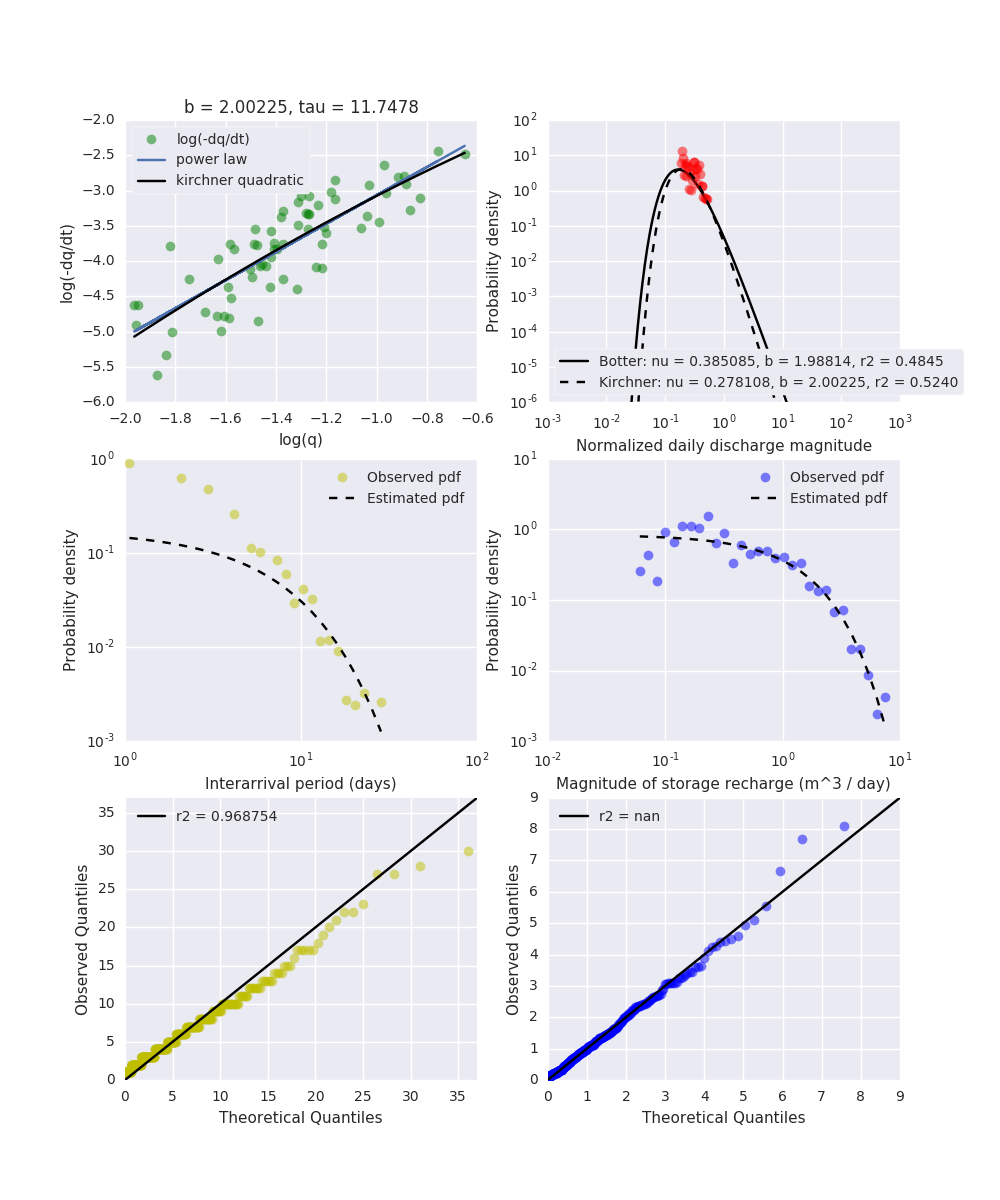 b = 2.00225, tau = 11.7478
−2.0
−2.5
−3.0
−3.5
−4.0
−4.5
−5.0
−5.5
−6.0
log(-dq/dt)
log(-dq/dt)
power law
kirchner quadratic
−2.0 −1.8 −1.6 −1.4 −1.2 −1.0 −0.8 −0.6
log(q)
10^2
10^1
10^0
10^-1
10^-2
10^-3
10^-4
10^-5
10^-6
Probability density
Botter: nu = 0.385085, b = 1.98814, r2 = 0.4845
Kirchner: nu = 0.278108, b = 2.00225, r2 = 0.5240
10^-3 10^-2 10^-1 10^0 10^1 10^2 10^3
Normalized daily discharge magnitude
10^0
10^-1
10^-2
10^-3
Probability density
Observed pdf
Estimated pdf
10^0 10^1 10^2
Interarrival period (days)
10^1
10^0
10^-1
10^-2
10^-3
Probability density
Observed pdf
Estimated pdf
10^-2 10^-1 10^0 10^1
Magnitude of storage recharge (m^3 / day)
35
30
25
20
15
10
5
0
Observed Quantiles
r2 = 0.968754
0 5 10 15 20 25 30 35
Theoretical Quantiles
9
8
7
6
5
4
3
2
1
0
Observed Quantiles
r2 = nan
0 1 2 3 4 5 6 7 8 9
Theoretical Quantiles